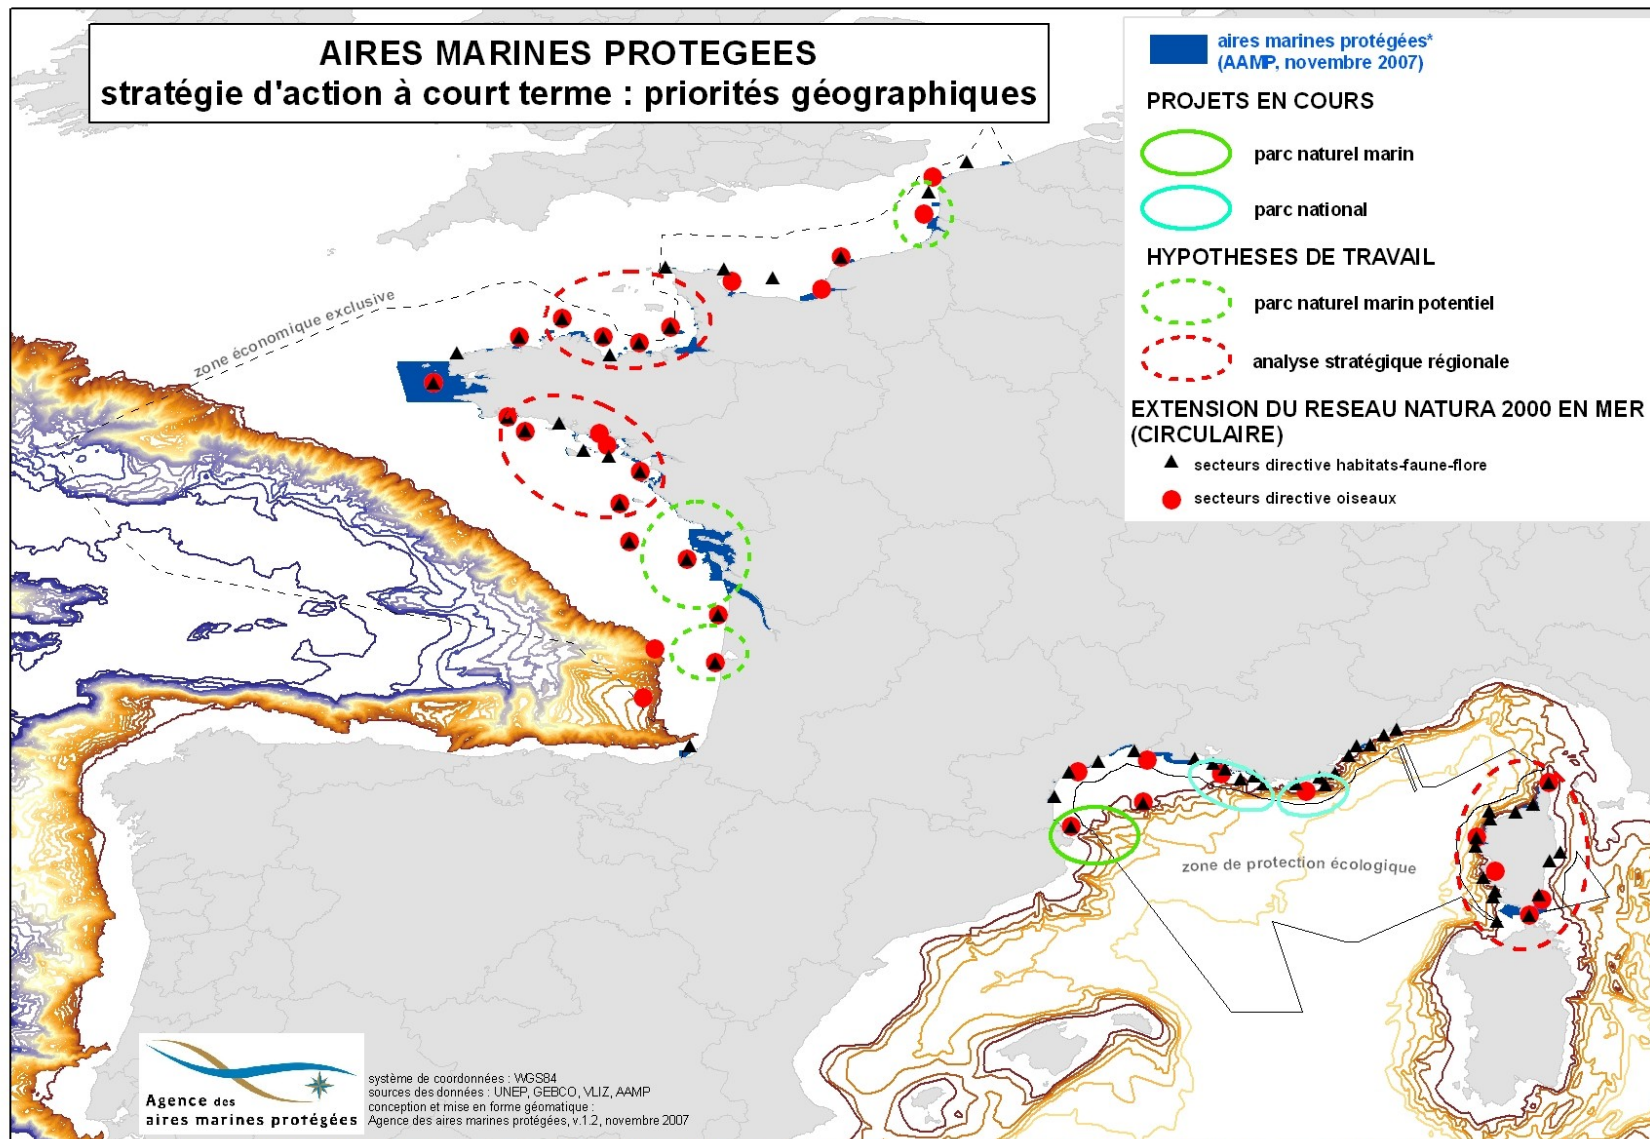 AIRES MARINES PROTEGEES
stratégie d'action à court terme : priorités géographiques
aires marines protégées*
(AAMP, novembre 2007)
PROJETS EN COURS
parc naturel marin
parc national
HYPOTHESES DE TRAVAIL
parc naturel marin potentiel
analyse stratégique régionale
EXTENSION DU RESEAU NATURA 2000 EN MER
(CIRCULAIRE)
secteurs directive habitats-faune-flore
secteurs directive oiseaux
zone économique exclusive
zone de protection écologique
Agence des
aires marines protégées
système de coordonnées : WGS84
sources des données : UNEP, GEBCO, VLIZ, AAMP
conception et mise en forme géomatique :
Agence des aires marines protégées, v.1.2, novembre 2007